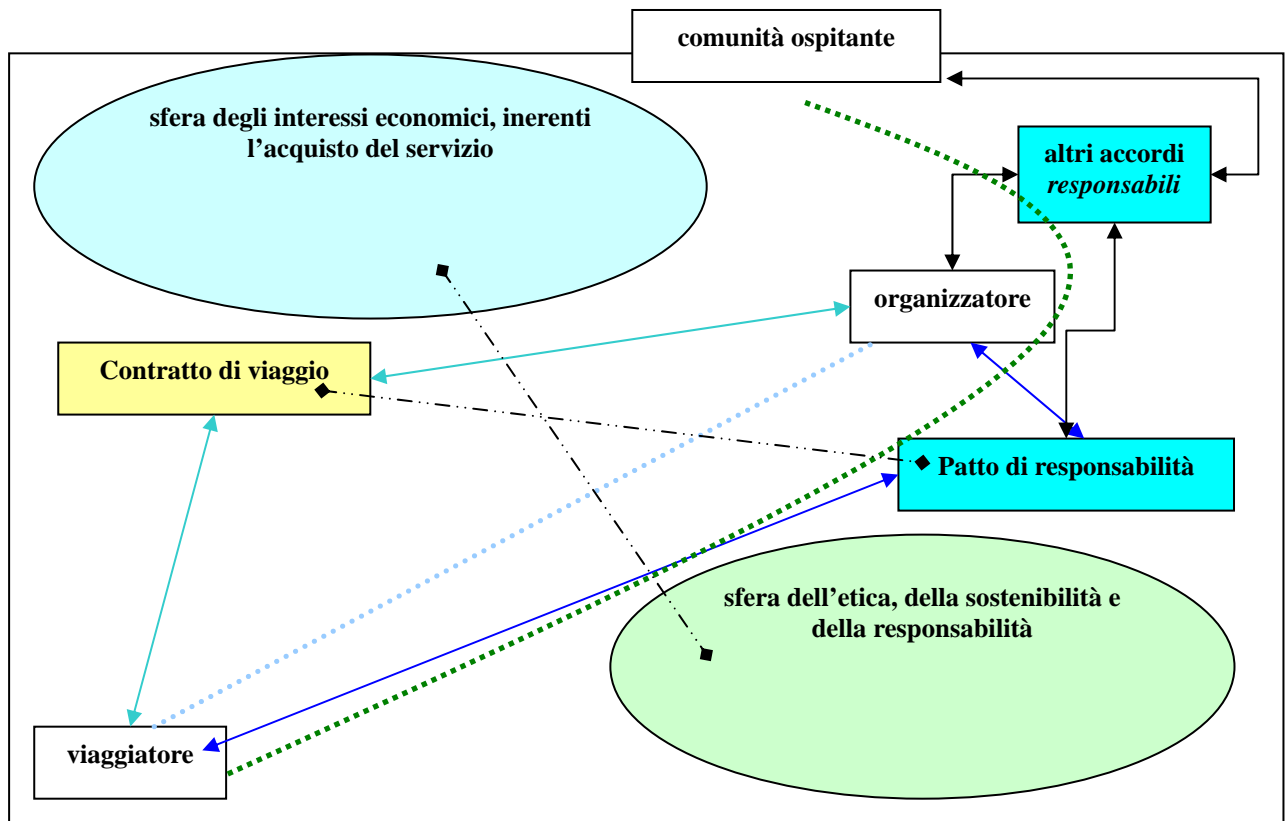 comunità ospitante
sfera degli interessi economici, inerenti
l’acquisto del servizio
altri accordi
responsabili
organizzatore
Contratto di viaggio
Patto di responsabilità
sfera dell’etica, della sostenibilità e
della responsabilità
viaggiatore